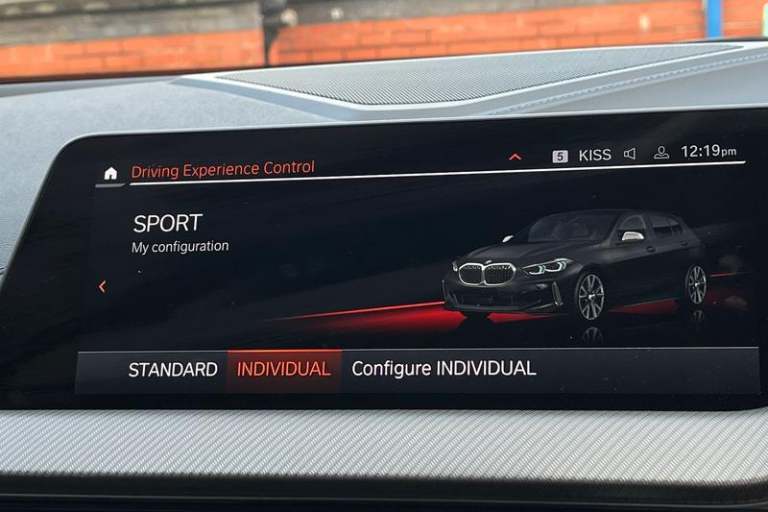 Driving Experience Control
5 KISS 12:19pm
SPORT
My configuration
STANDARD INDIVIDUAL Configure INDIVIDUAL